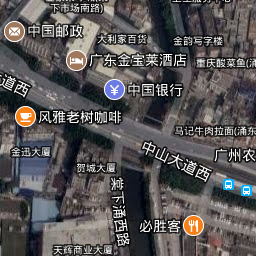 下市场南路)
中国邮政
大利家百货
金韵写字楼
广东金宝莱酒店
重庆酸菜鱼(涌
大道西
中国银行
风雅老树咖啡
马记牛肉拉面(涌东
中山大道西
广州农
金迅大厦
贺城大厦
棠下涌西路
必胜客
天辉商业大厦